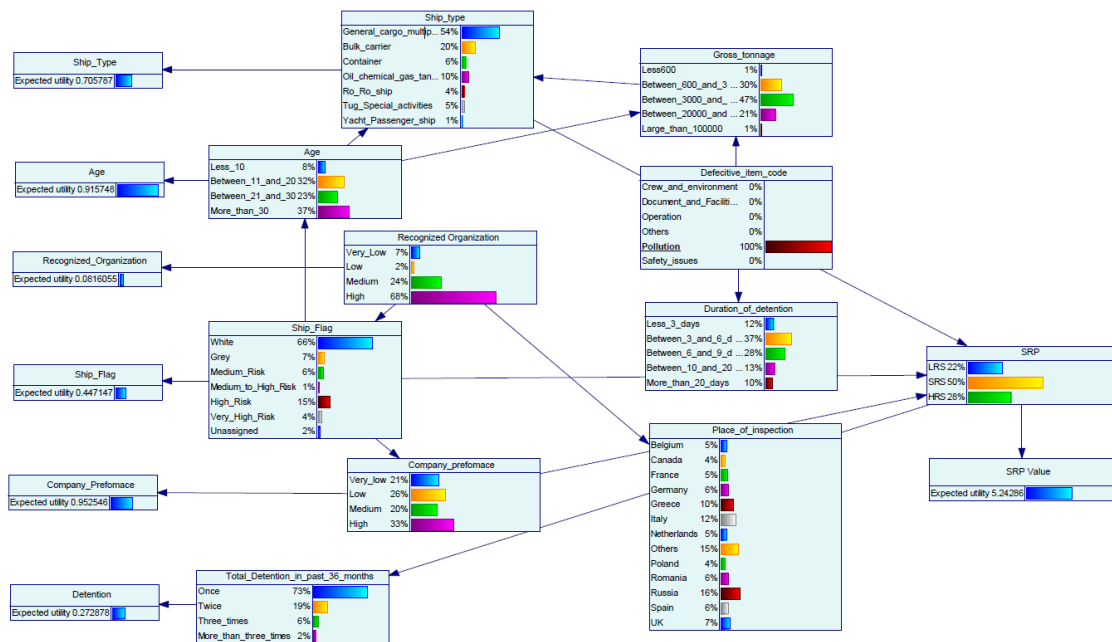 Ship_type
General_cargo_multip... 54%
Bulk_carrier 20%
Container 6%
Oil_chemical_gas_tan... 10%
Ro_Ro_ship 4%
Tug_Special_activities 5%
Yacht_Passenger_ship 1%
Ship_Type
Expected utility 0.705787
Gross_tonnage
Less600 1%
Between_600_and_3 ... 30%
Between_3000_and_ ... 47%
Between_20000_and ... 21%
Large_than_100000 1%
Age
Less_10 8%
Between_11_and_20 32%
Between_21_and_30 23%
More_than_30 37%
Age
Expected utility 0.915748
Defecitive_item_code
Crew_and_environment 0%
Document_and_Faciliti... 0%
Operation 0%
Others 0%
Pollution 100%
Safety_issues 0%
Recognized Organization
Very_Low 7%
Low 2%
Medium 24%
High 68%
Recognized_Organization
Expected utility 0.0816055
Duration_of_detention
Less_3_days 12%
Between_3_and_6_d ... 37%
Between_6_and_9_d ... 28%
Between_10_and_20 ... 13%
More_than_20_days 10%
Ship_Flag
White 66%
Grey 7%
Medium_Risk 6%
Medium_to_High_Risk 1%
High_Risk 15%
Very_High_Risk 4%
Unassigned 2%
Ship_Flag
Expected utility 0.447147
SRP
LRS 22%
SRS 50%
HRS 28%
Place_of_inspection
Belgium 5%
Canada 4%
France 5%
Germany 6%
Greece 10%
Italy 12%
Netherlands 5%
Others 15%
Poland 4%
Romania 6%
Russia 16%
Spain 6%
UK 7%
Company_prefomace
Very_low 21%
Low 26%
Medium 20%
High 33%
Company_Prefomace
Expected utility 0.952546
SRP Value
Expected utility 5.24286
Total_Detention_in_past_36_months
Once 73%
Twice 19%
Three_times 6%
More_than_three_times 2%
Detention
Expected utility 0.272878